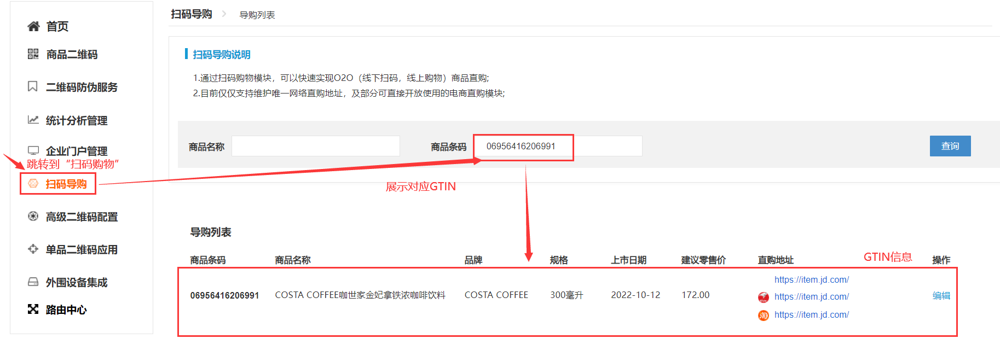 首页
商品二维码
二维码防伪服务
统计分析管理
企业门户管理
跳转到“扫码购物”
扫码导购
高级二维码配置
单品二维码应用
外围设备集成
路由中心
扫码导购 > 导购列表
扫码导购说明
1.通过扫码购物模块，可以快速实现O2O（线下扫码，线上购物）商品直购;
2.目前仅仅支持维护唯一网络直购地址，及部分可直接开放使用的电商直购模块;
商品名称 商品条码 06956416206991 查询
展示对应GTIN
导购列表
GTIN信息
商品条码 商品名称 品牌 规格 上市日期 建议零售价 直购地址 操作
https://item.jd.com/
06956416206991 COSTA COFFEE咖世家金妃拿铁浓咖啡饮料 COSTA COFFEE 300毫升 2022-10-12 172.00 https://item.jd.com/ 编辑
淘 https://item.jd.com/